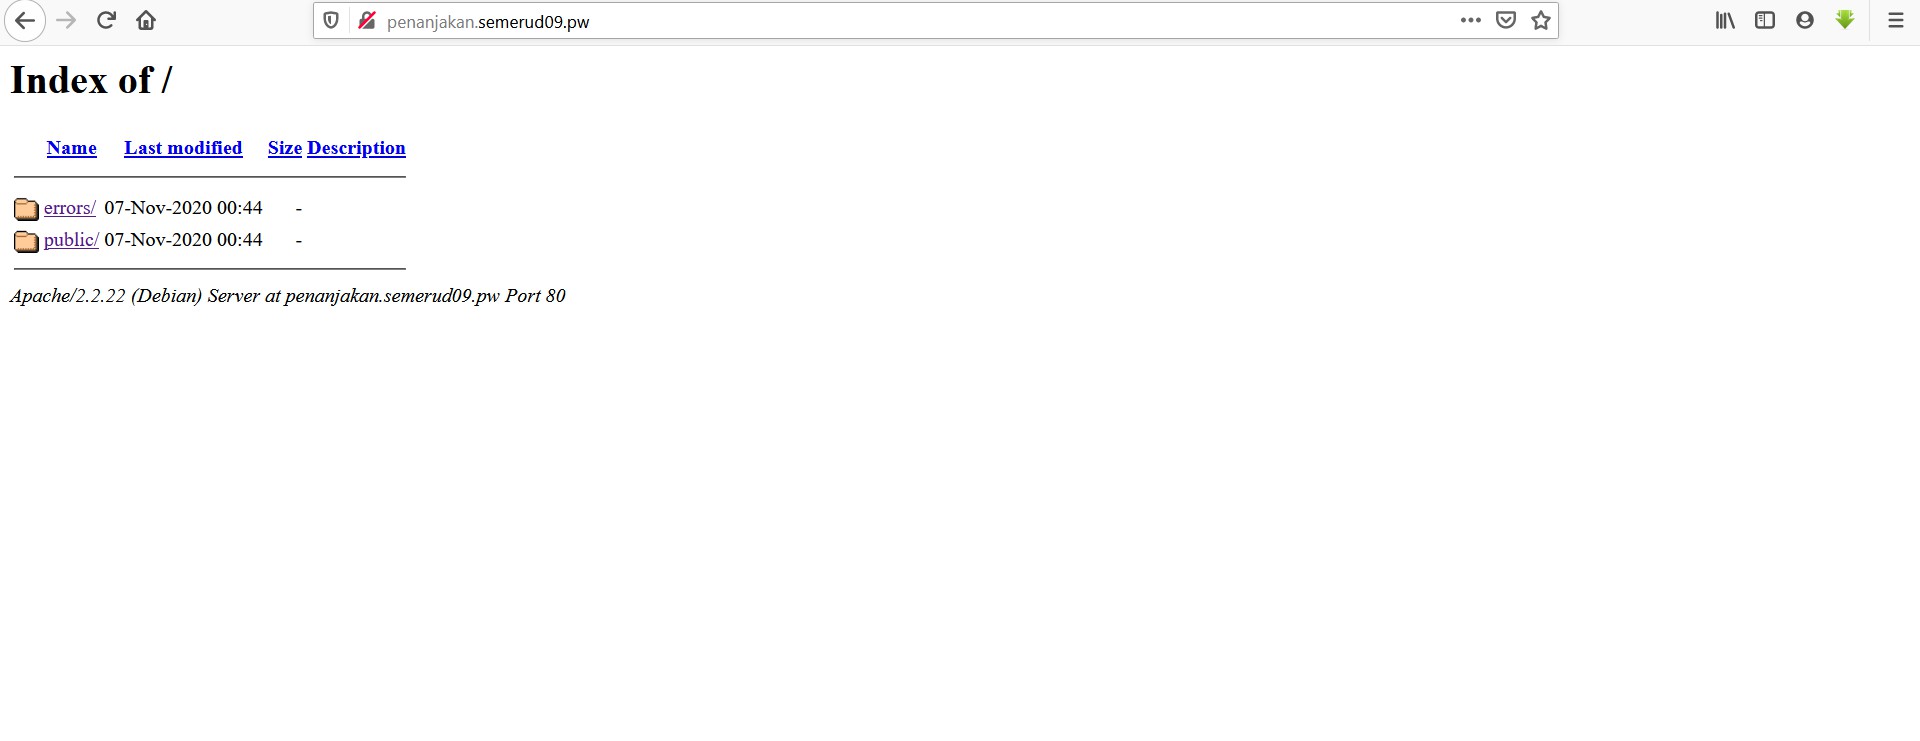 penanjakan.semerud09.pw
Index of /
Name Last modified Size Description
errors/ 07-Nov-2020 00:44 -
public/ 07-Nov-2020 00:44 -
Apache/2.2.22 (Debian) Server at penanjakan.semerud09.pw Port 80